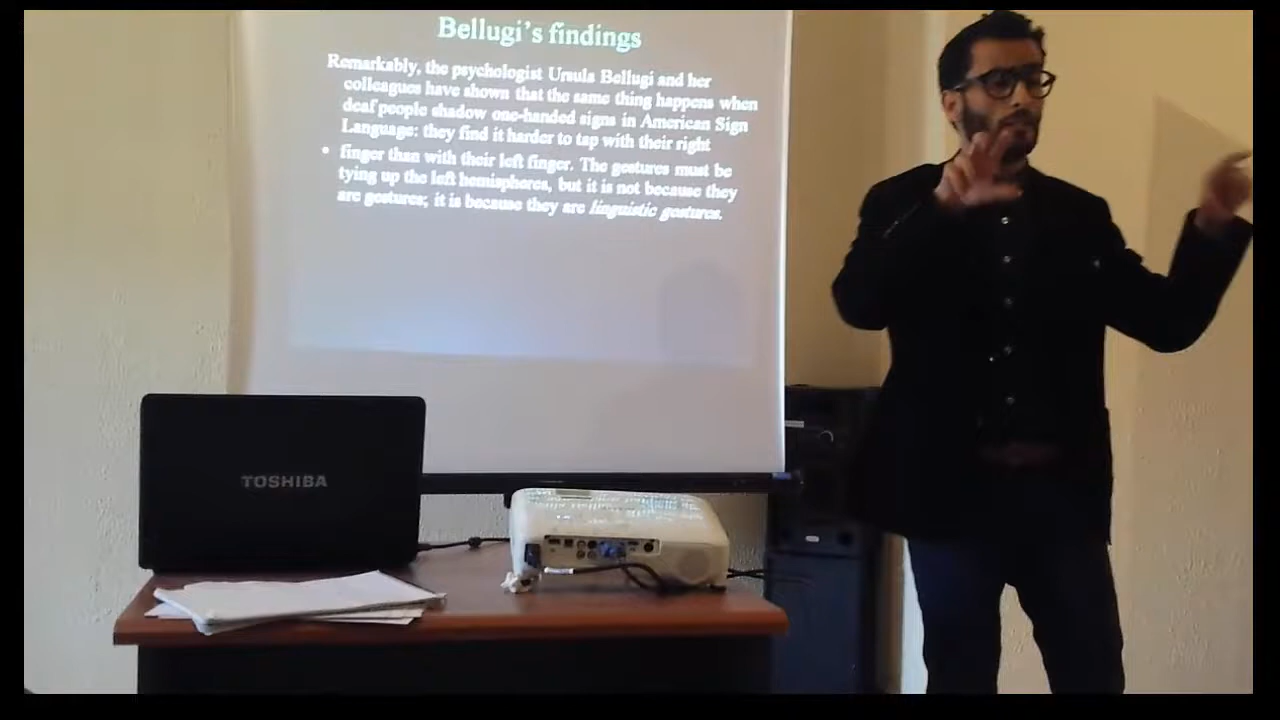 Bellugi's findings
Remarkably, the psychologist Ursula Bellugi and her
colleagues have shown that the same thing happens when
deaf people shadow one-handed signs in American Sign
Language: they find it harder to tap with their right
• finger than with their left finger. The gestures must be
tying up the left hemispheres, but it is not because they
are gestures; it is because they are linguistic gestures.
TOSHIBA